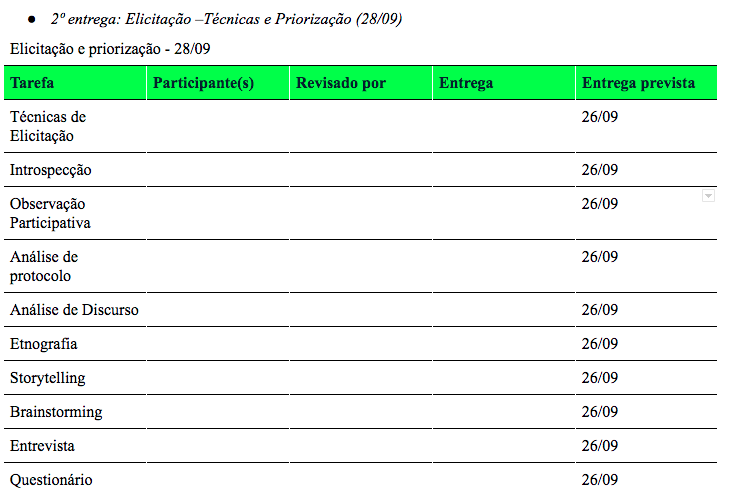 ● 2º entrega: Elicitação –Técnicas e Priorização (28/09)
Elicitação e priorização - 28/09
Tarefa Participante(s) Revisado por Entrega Entrega prevista
Técnicas de 26/09
Elicitação
Introspecção 26/09
Observação 26/09
Participativa
Análise de 26/09
protocolo
Análise de Discurso 26/09
Etnografia 26/09
Storytelling 26/09
Brainstorming 26/09
Entrevista 26/09
Questionário 26/09